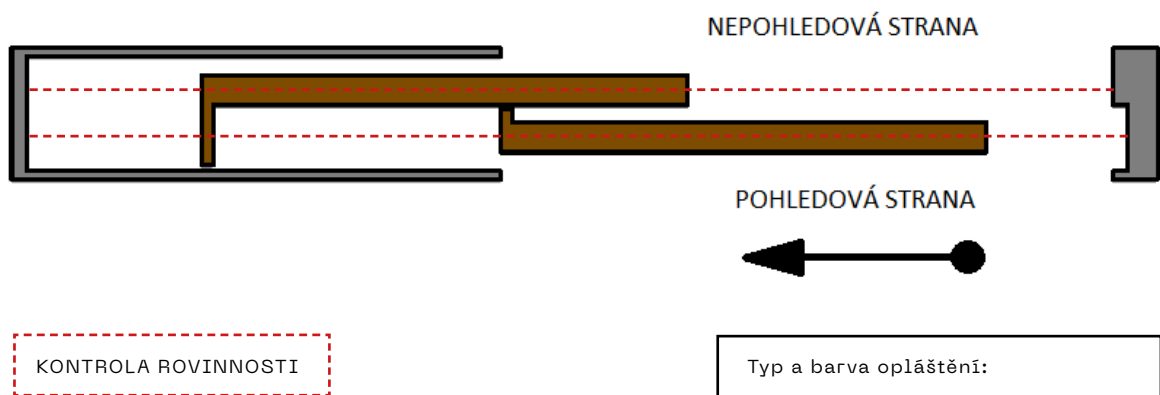 NEPOHLEDOVÁ STRANA
POHLEDOVÁ STRANA
KONTROLA ROVINNOSTI
Typ a barva opláštění: